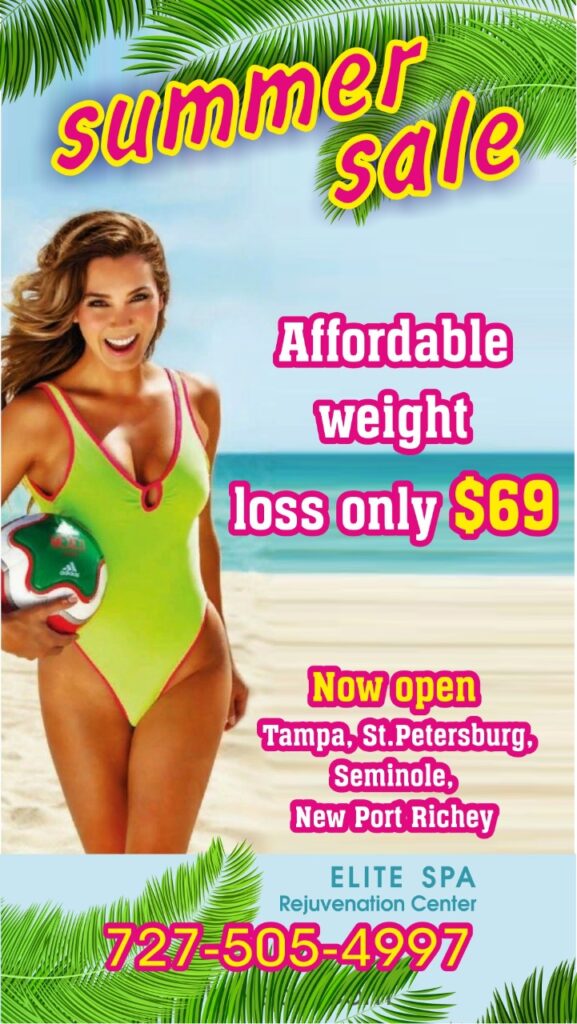 summer
sale
Affordable
weight
loss only $69
adidas
Now open
Tampa, St.Petersburg,
Seminole,
New Port Richey
ELITE SPA
Rejuvenation Center
727-505-4997